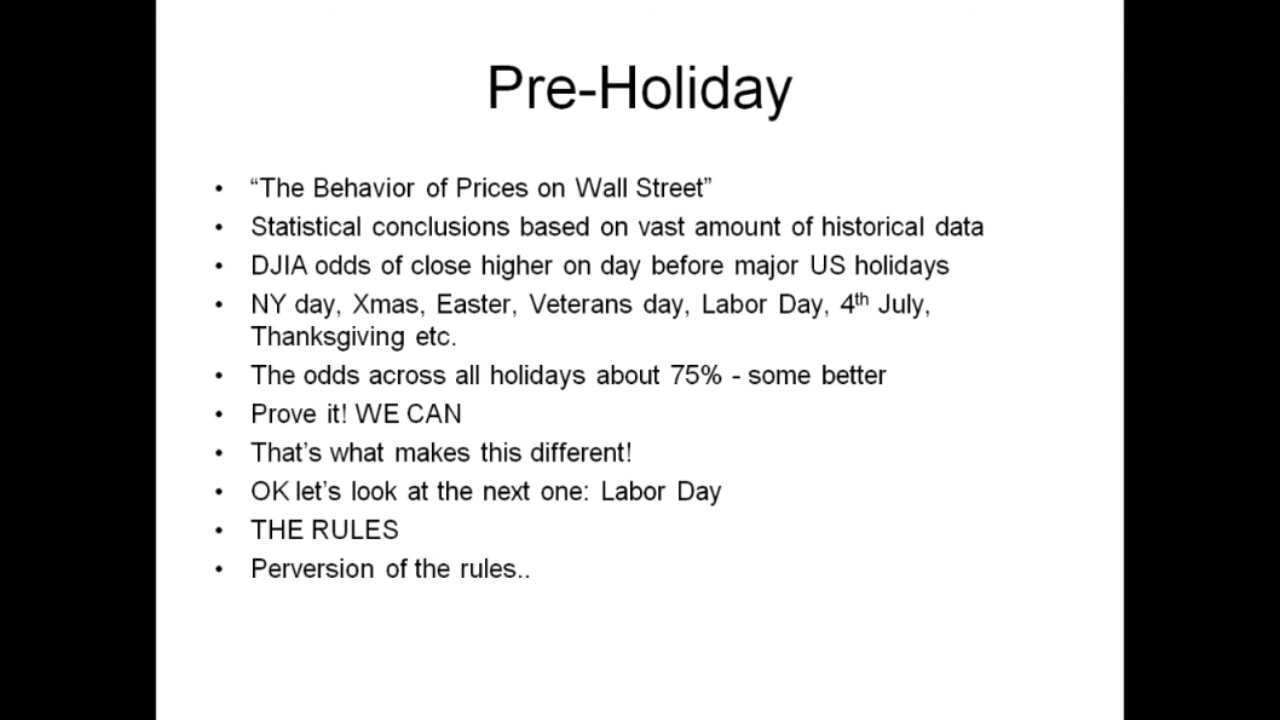 Pre-Holiday
• “The Behavior of Prices on Wall Street”
• Statistical conclusions based on vast amount of historical data
• DJIA odds of close higher on day before major US holidays
• NY day, Xmas, Easter, Veterans day, Labor Day, 4th July,
Thanksgiving etc.
• The odds across all holidays about 75% - some better
• Prove it! WE CAN
• That’s what makes this different!
• OK let’s look at the next one: Labor Day
• THE RULES
• Perversion of the rules..